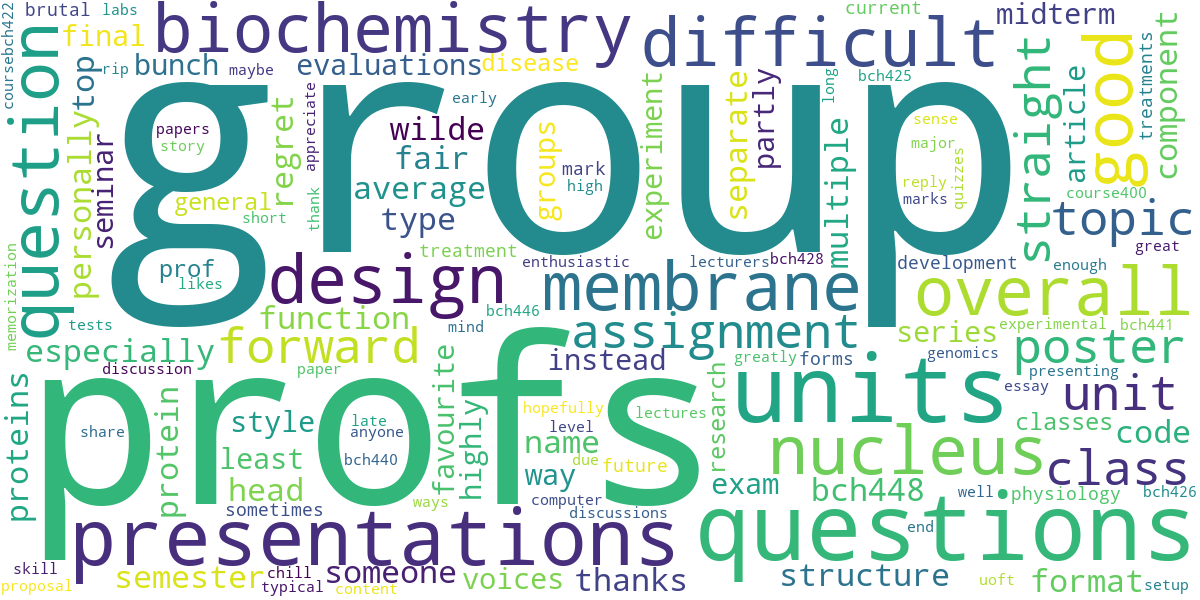 coursebch422
brutal
labs
final
question
rip
bunch
top
personally
biochemistry
maybe
evaluations
disease
difficult
current
midterm
good
straight
article
treatments
component
group
papers
story
general
short
regret
appreciate
thank
early
wilde
fair
average
type
groups
mark
high
experiment
separate
partly
long
multiple
bch425
sense
major
reply
marks
quizzes
course400
topic
great
seminar
memorization
prof
likes
tests
design
treatment
enthusiastic
lecturers
bch428
development
enough
membrane
overall
especially
function
forward
mind
bch446
assignment
series
experimental
bch441
discussion
paper
instead
greatly
forms
genomics
poster
presenting
essay
unit
units
profs
proteins
protein
share
style
late
anyone
bch440
favourite
highly
ways
hopefully
lectures
level
name
due
future
way
research
nucleus
classes
code
class
least
head
sometimes
computer
discussions
exam
bch448
well
physiology
bch426
presentations
questions
end
skill
proposal
semester
chill
typical
someone
content
voices
thanks
structure
uoft
format
setup